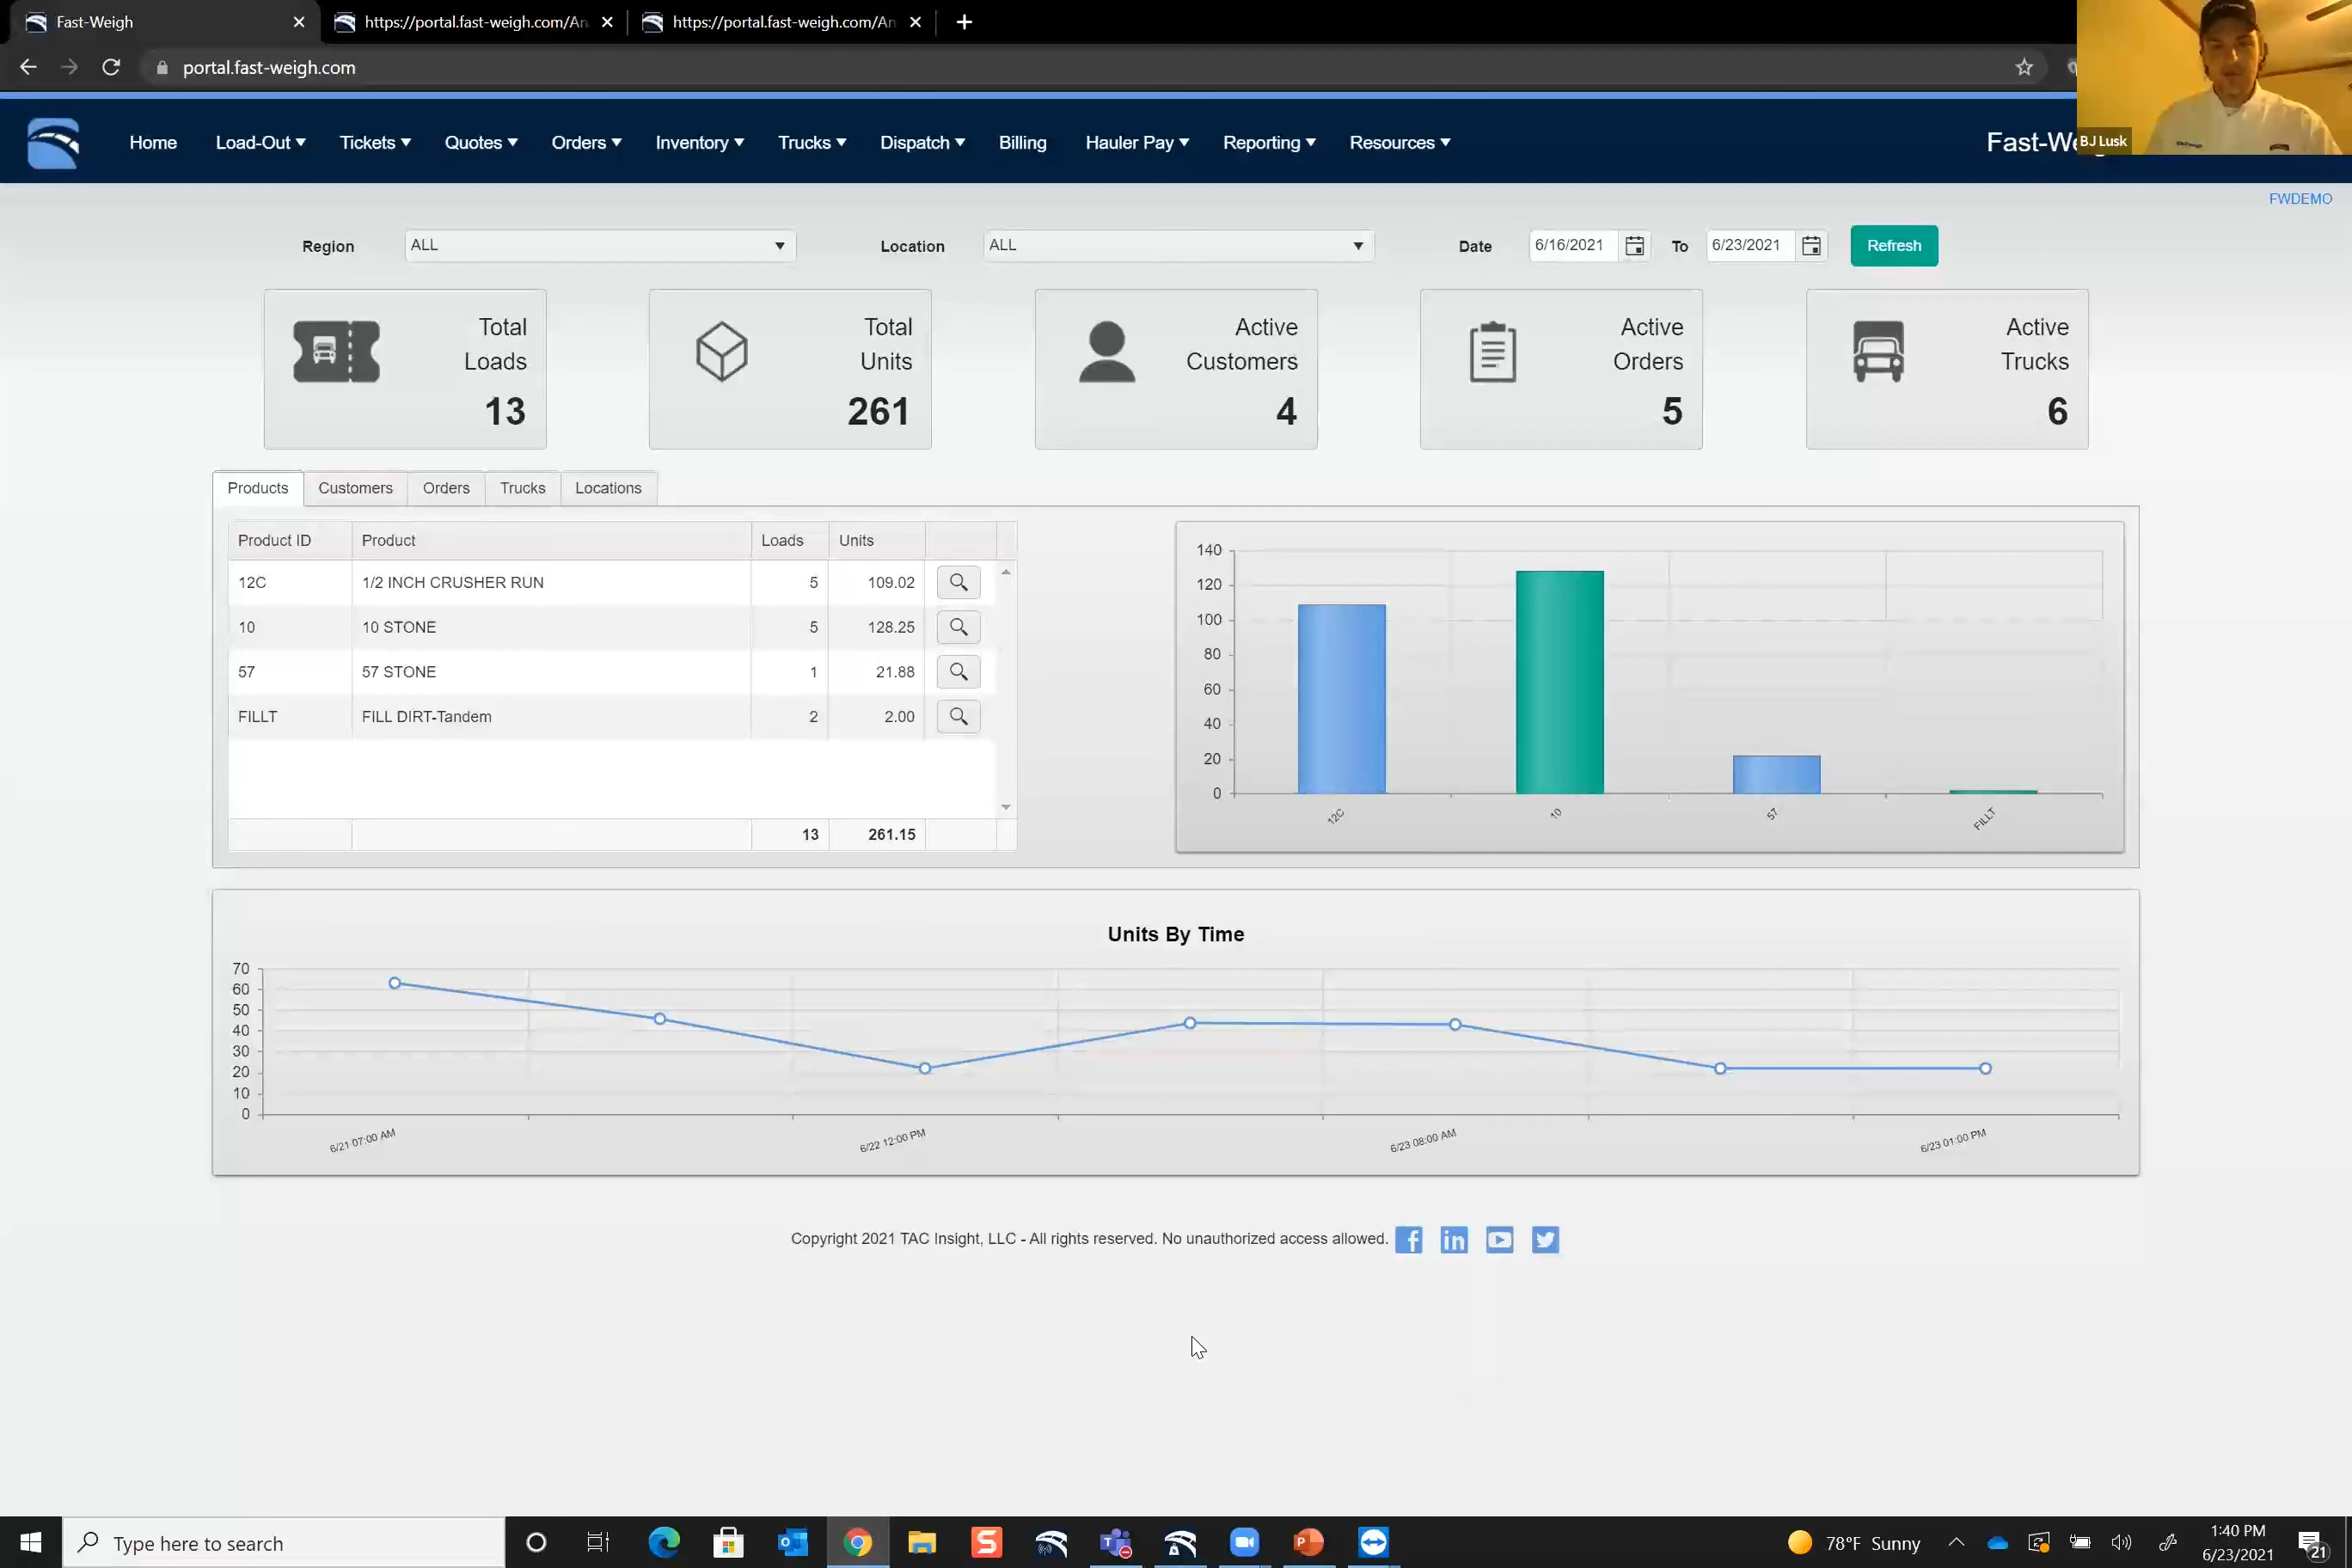 Fast-Weigh
https://portal.fast-weigh.com/An
https://portal.fast-weigh.com/An
portal.fast-weigh.com
Home Load-Out Tickets Quotes Orders Inventory Trucks Dispatch Billing Hauler Pay Reporting Resources Fast-We
BJ Lusk
FWDEMO
Region ALL Location ALL Date 6/16/2021 To 6/23/2021 Refresh
Total Loads 13
Total Units 261
Active Customers 4
Active Orders 5
Active Trucks 6
Products Customers Orders Trucks Locations
Product ID Product Loads Units
12C 1/2 INCH CRUSHER RUN 5 109.02
10 10 STONE 5 128.25
57 57 STONE 1 21.88
FILLT FILL DIRT-Tandem 2 2.00
13 261.15
140
120
100
80
60
40
20
0
12C 10 57 FILLT
Units By Time
70
60
50
40
30
20
10
0
6/21 07:00 AM 6/22 12:00 PM 6/23 08:00 AM 6/23 01:00 PM
Copyright 2021 TAC Insight, LLC - All rights reserved. No unauthorized access allowed.
Type here to search
78°F Sunny
1:40 PM
6/23/2021
21